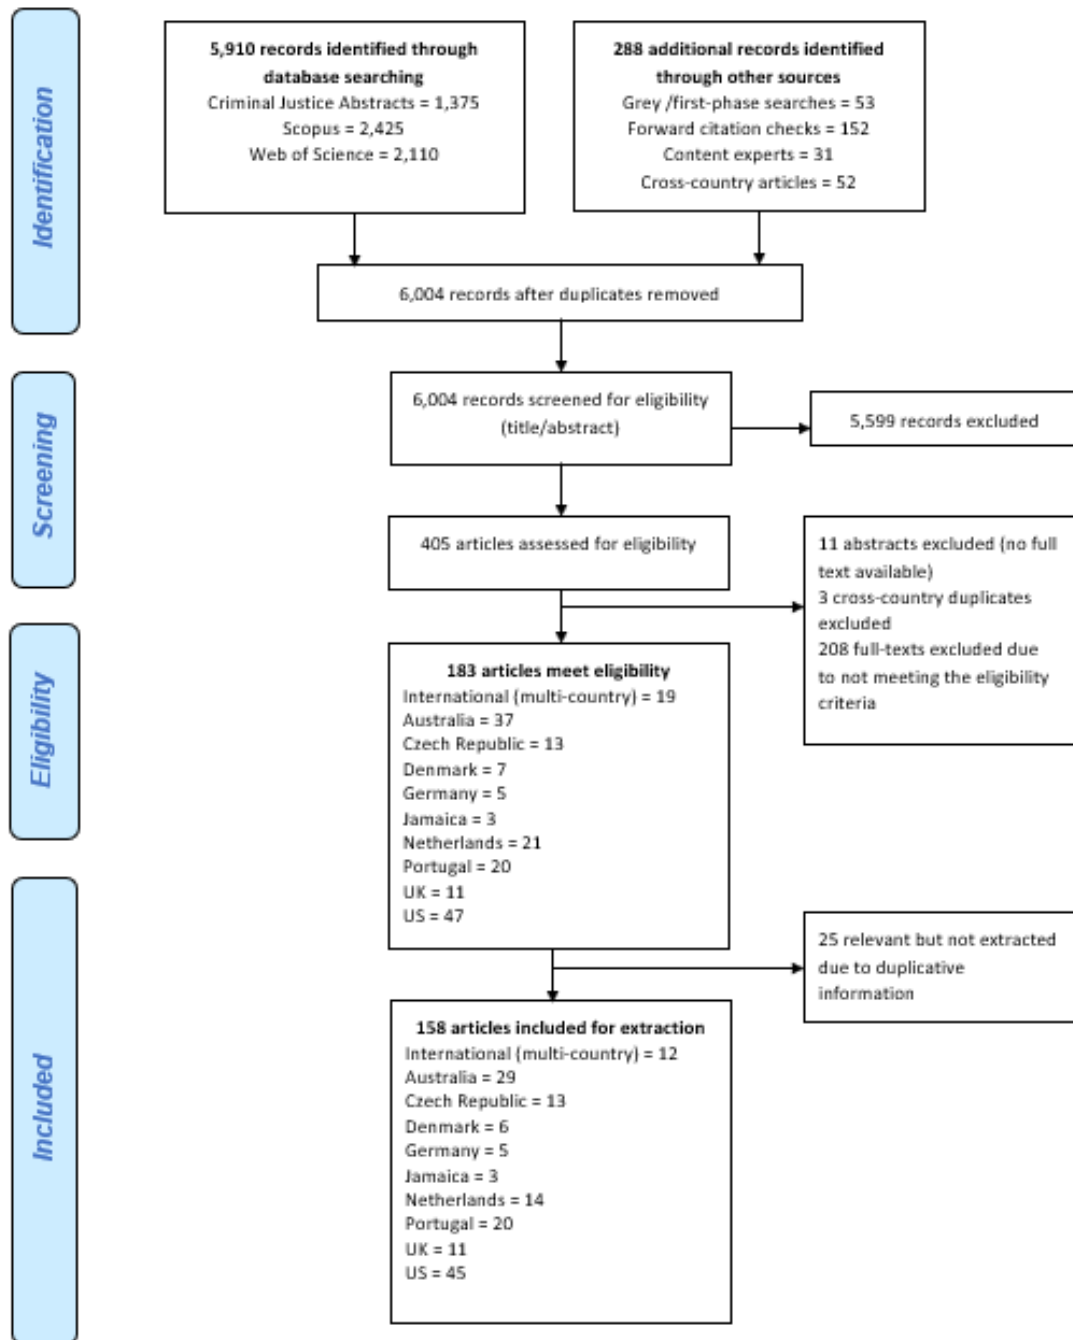 Identification
5,910 records identified through
database searching
Criminal Justice Abstracts = 1,375
Scopus = 2,425
Web of Science = 2,110
288 additional records identified
through other sources
Grey /first-phase searches = 53
Forward citation checks = 152
Content experts = 31
Cross-country articles = 52
6,004 records after duplicates removed
Screening
6,004 records screened for eligibility
(title/abstract)
5,599 records excluded
405 articles assessed for eligibility
11 abstracts excluded (no full
text available)
3 cross-country duplicates
excluded
208 full-texts excluded due
to not meeting the eligibility
criteria
Eligibility
183 articles meet eligibility
International (multi-country) = 19
Australia = 37
Czech Republic = 13
Denmark = 7
Germany = 5
Jamaica = 3
Netherlands = 21
Portugal = 20
UK = 11
US = 47
25 relevant but not extracted
due to duplicative
information
Included
158 articles included for extraction
International (multi-country) = 12
Australia = 29
Czech Republic = 13
Denmark = 6
Germany = 5
Jamaica = 3
Netherlands = 14
Portugal = 20
UK = 11
US = 45